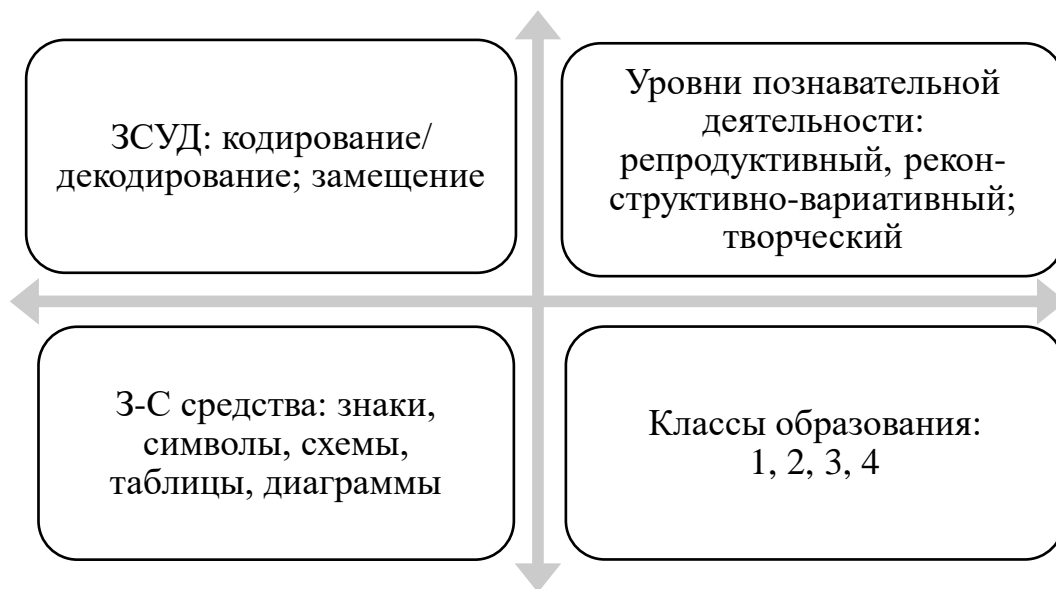 ЗСУД: кодирование/
декодирование; замещение
Уровни познавательной
деятельности:
репродуктивный, рекон-
структивно-вариативный;
творческий
З-С средства: знаки,
символы, схемы,
таблицы, диаграммы
Классы образования:
1, 2, 3, 4